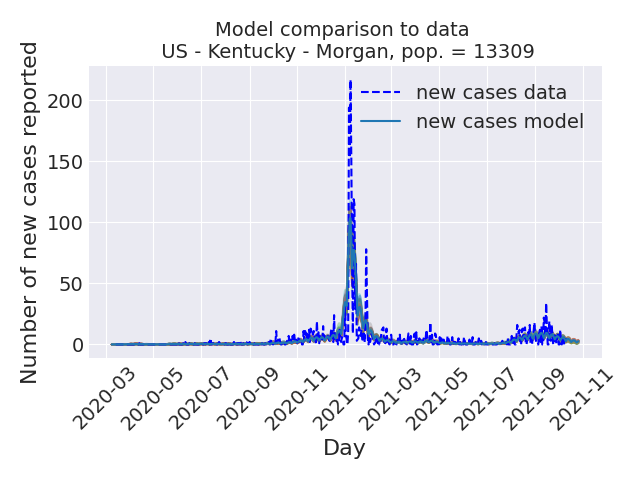 Model comparison to data
US - Kentucky - Morgan, pop. = 13309
Number of new cases reported
200
150
100
50
0
new cases data
new cases model
2020-03
2020-05
2020-07
2020-09
2020-11
2021-01
2021-03
2021-05
2021-07
2021-09
2021-11
Day